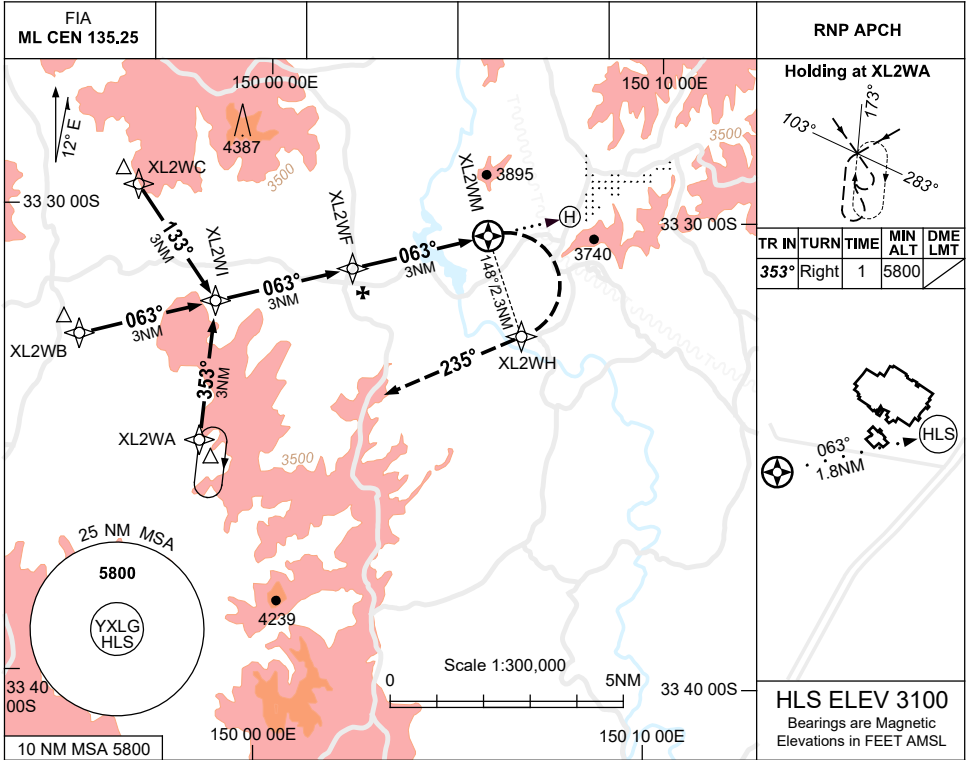 FIA
ML CEN 135.25
RNP APCH
150 00 00E
150 10 00E
12° E
4387
3500
XL2WC
33 30 00S
133°
3NM
XL2WI
XL2WF
XL2WM
3895
3500
H
33 30 00S
3740
063°
3NM
063°
3NM
063°
3NM
XL2WB
148°/2.3NM
XL2WH
235°
353°
3NM
XL2WA
3500
25 NM MSA
5800
YXLG
HLS
4239
Scale 1:300,000
0
5NM
33 40
00S
33 40 00S
150 00 00E
150 10 00E
10 NM MSA 5800
Holding at XL2WA
173°
103°
283°
TR IN TURN TIME MIN ALT DME LMT
353° Right 1 5800
HLS
063°
1.8NM
HLS ELEV 3100
Bearings are Magnetic
Elevations in FEET AMSL